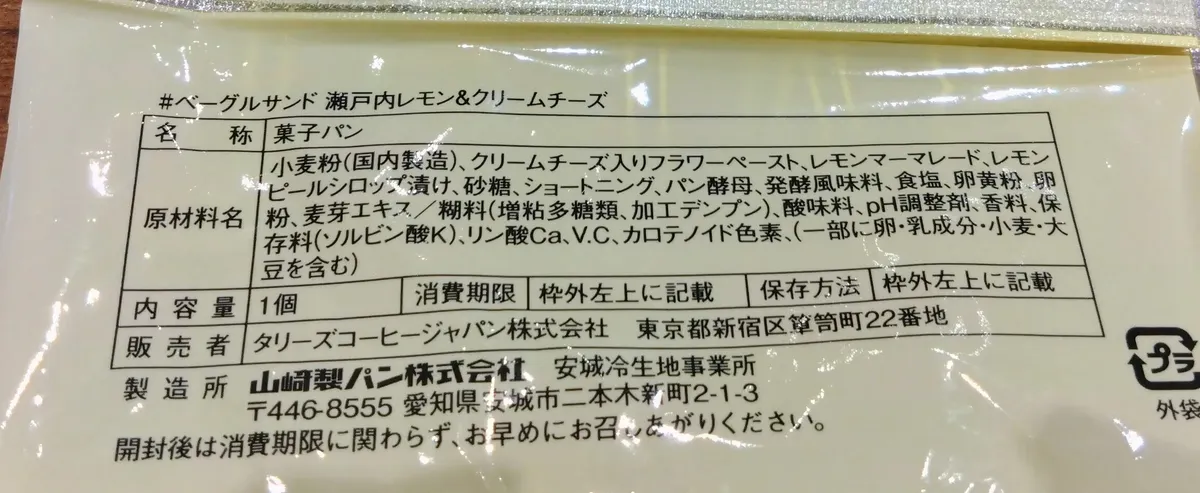 #ベーグルサンド 瀬戸内レモン&クリームチーズ
名 称 菓子パン
原材料名 小麦粉(国内製造)、クリームチーズ入りフラワーペースト、レモンマーマレード、レモン
ピールシロップ漬け、砂糖、ショートニング、パン酵母、発酵風味料、食塩、卵黄粉、卵
粉、麦芽エキス/糊料(増粘多糖類、加工デンプン)、酸味料、pH調整剤、香料、保
存料(ソルビン酸K)、リン酸Ca、V.C、カロテノイド色素、(一部に卵・乳成分・小麦・大
豆を含む)
内容量 1個 消費期限 枠外左上に記載 保存方法 枠外左上に記載
販売者 タリーズコーヒージャパン株式会社 東京都新宿区箪笥町22番地
製造所 山崎製パン株式会社 安城冷生地事業所
〒446-8555 愛知県安城市二本木新町2-1-3
開封後は消費期限に関わらず、お早めにお召しあがりください。
プラ
外袋